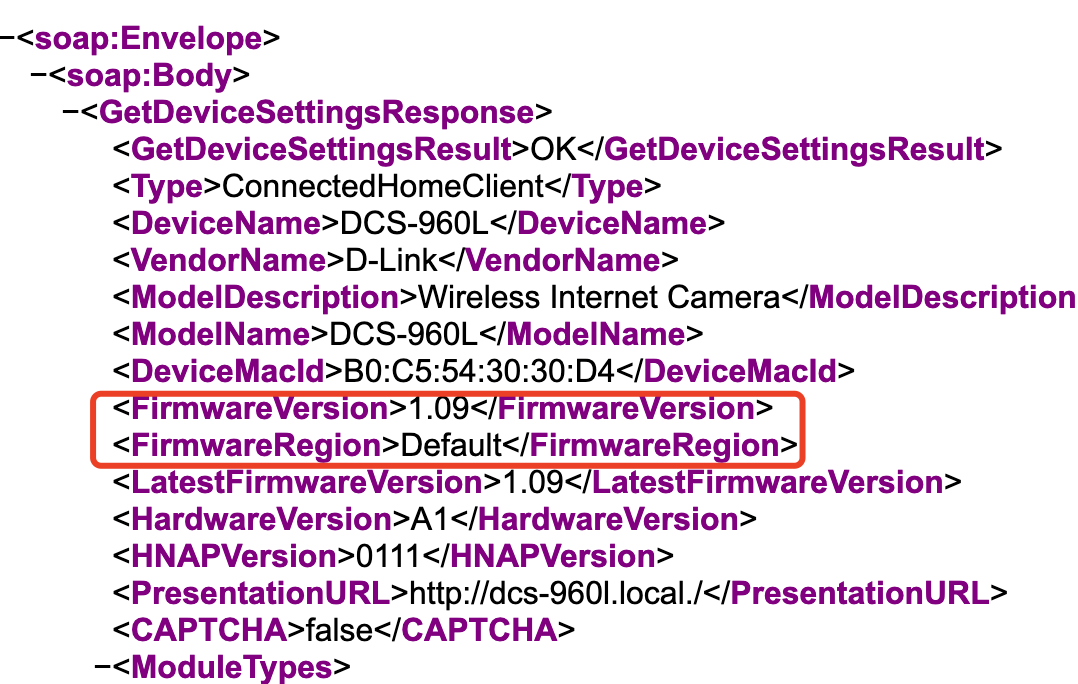 −<soap:Envelope>
−<soap:Body>
−<GetDeviceSettingsResponse>
<GetDeviceSettingsResult>OK</GetDeviceSettingsResult>
<Type>ConnectedHomeClient</Type>
<DeviceName>DCS-960L</DeviceName>
<VendorName>D-Link</VendorName>
<ModelDescription>Wireless Internet Camera</ModelDescription
<ModelName>DCS-960L</ModelName>
<DeviceMacId>B0:C5:54:30:30:D4</DeviceMacId>
<FirmwareVersion>1.09</FirmwareVersion>
<FirmwareRegion>Default</FirmwareRegion>
<LatestFirmwareVersion>1.09</LatestFirmwareVersion>
<HardwareVersion>A1</HardwareVersion>
<HNAPVersion>0111</HNAPVersion>
<PresentationURL>http://dcs-960l.local./</PresentationURL>
<CAPTCHA>false</CAPTCHA>
−<ModuleTypes>